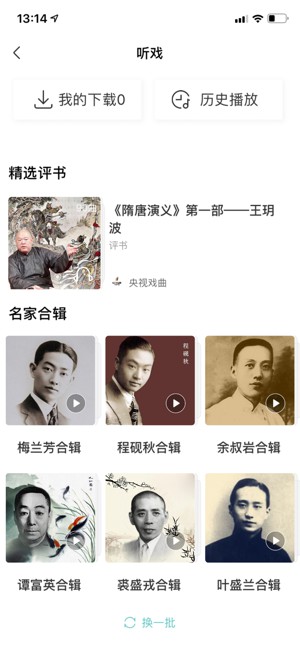 13:14
听戏
我的下载0
历史播放
精选评书
《隋唐演义》第一部——王玥
波
评书
央视戏曲
名家合辑
程砚秋
梅兰芳合辑
程砚秋合辑
余叔岩合辑
谭富英合辑
裘盛戎合辑
叶盛兰合辑
换一批